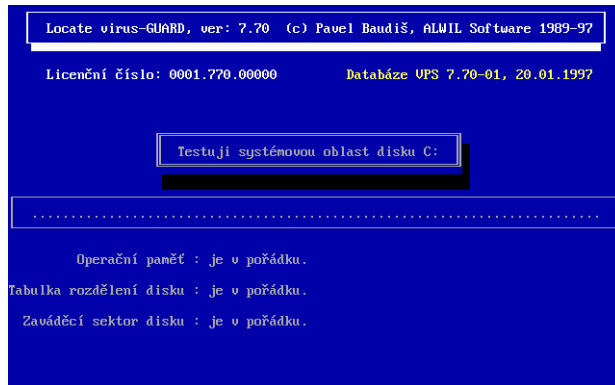 Locate virus-GUARD, ver: 7.70 (c) Pavel Baudiš, ALWIL Software 1989-97
Licenční číslo: 0001.770.00000 Databáze VPS 7.70-01, 20.01.1997
Testuji systémovou oblast disku C:
Operační paměť : je v pořádku.
Tabulka rozdělení disku : je v pořádku.
Zaváděcí sektor disku : je v pořádku.